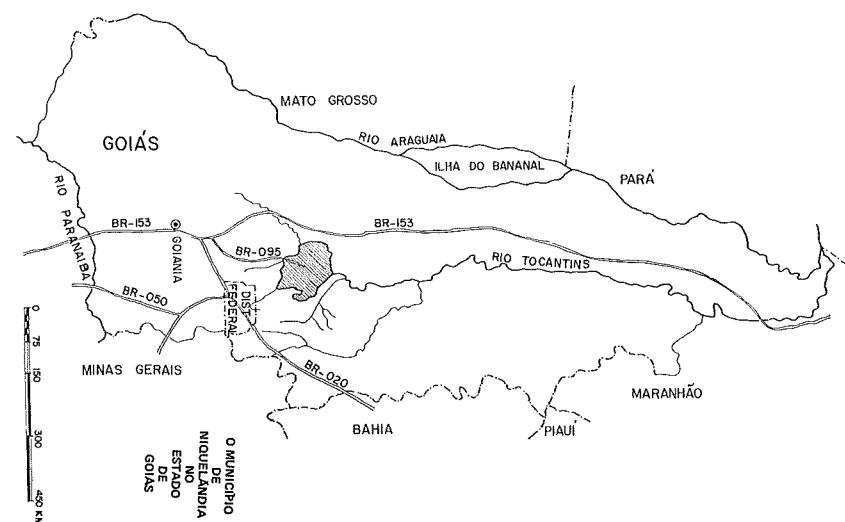 MATO GROSSO
GOIÁS
RIO ARAGUAIA
ILHA DO BANANAL
PARÁ
RIO PARANAIBA
BR-153
GOIANIA
BR-153
BR-095
RIO TOCANTINS
BR-050
DIST.
FEDERAL
MINAS GERAIS
BR-020
BAHIA
PIAUÍ
MARANHÃO
0
75
150
300
450 KM
O MUNICÍPIO
DE
NIQUELÂNDIA
NO
ESTADO
DE
GOIÁS